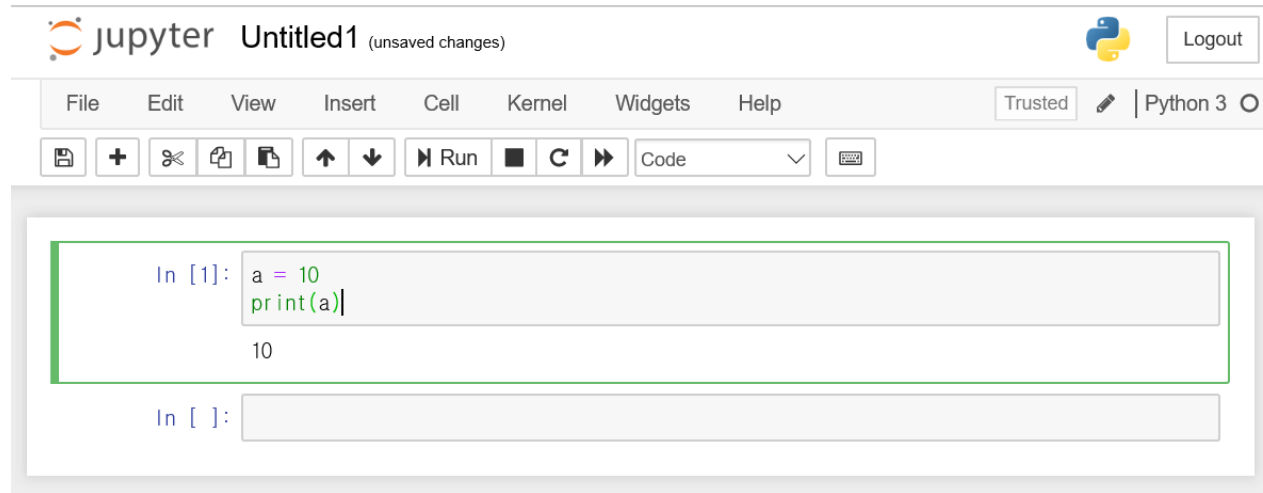 jupyter Untitled1 (unsaved changes) Logout
File Edit View Insert Cell Kernel Widgets Help Trusted Python 3
Run Code
In [1]: a = 10
print(a)
10
In [ ]: